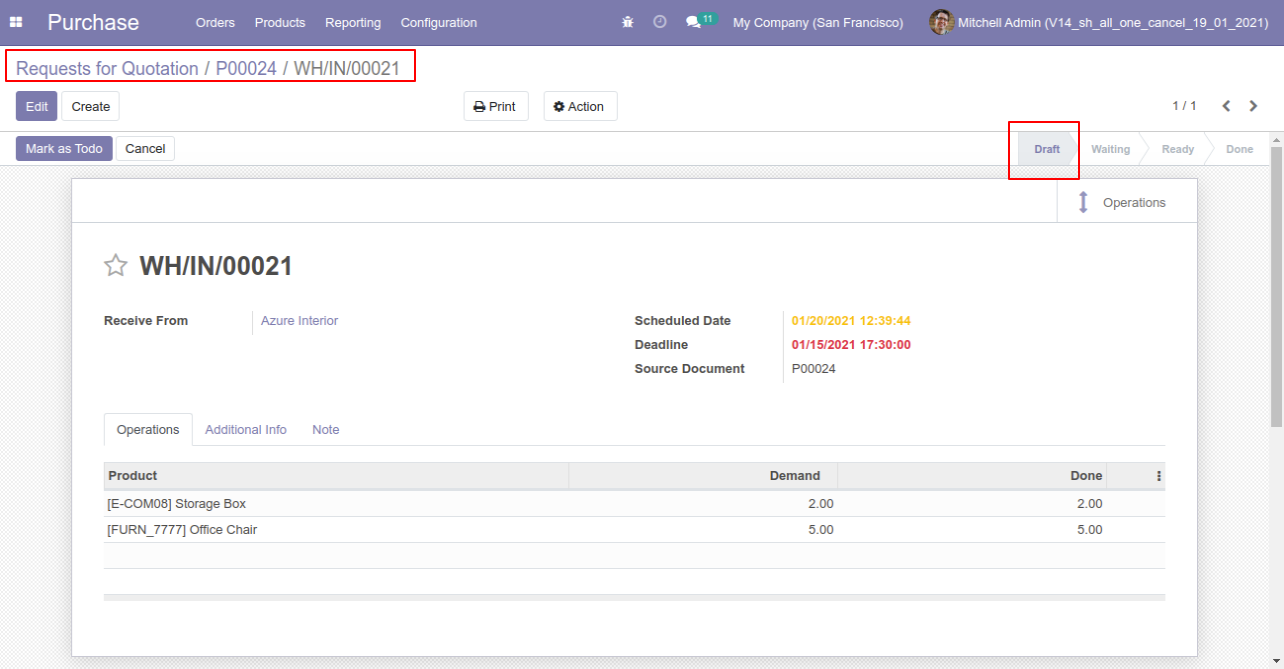 Purchase Orders Products Reporting Configuration 11 My Company (San Francisco) Mitchell Admin (V14_sh_all_one_cancel_19_01_2021)
Requests for Quotation / P00024 / WH/IN/00021
Edit Create Print Action 1 / 1
Mark as Todo Cancel Draft Waiting Ready Done
Operations
WH/IN/00021
Receive From Azure Interior Scheduled Date 01/20/2021 12:39:44
Deadline 01/15/2021 17:30:00
Source Document P00024
Operations Additional Info Note
Product Demand Done
[E-COM08] Storage Box 2.00 2.00
[FURN_7777] Office Chair 5.00 5.00